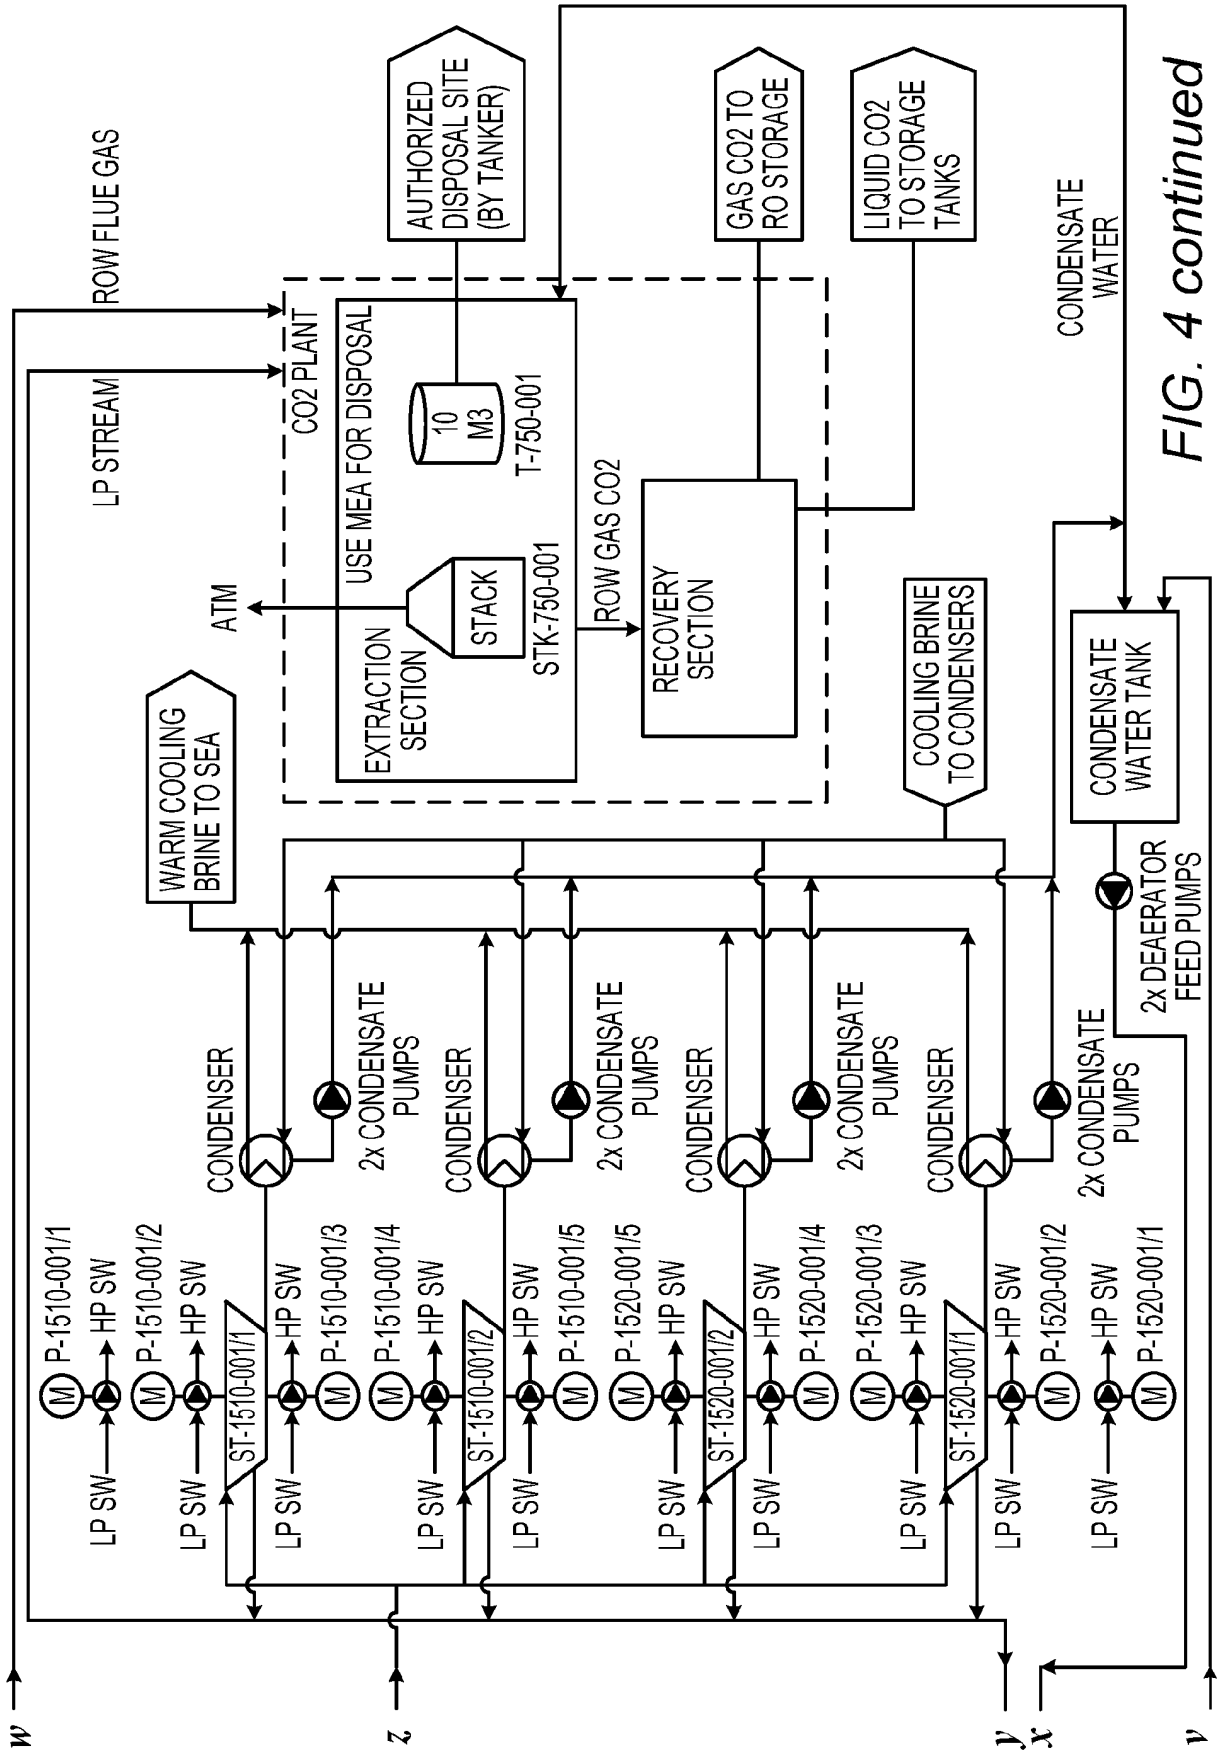 w
z
y
x
v
ROW FLUE GAS
LP STREAM
AUTHORIZED
DISPOSAL SITE
(BY TANKER)
GAS CO2 TO
RO STORAGE
LIQUID CO2
TO STORAGE
TANKS
CONDENSATE
WATER
CO2 PLANT
USE MEA FOR DISPOSAL
10
M3
T-750-001
ATM
EXTRACTION
SECTION
STACK
STK-750-001
ROW GAS CO2
RECOVERY
SECTION
WARM COOLING
BRINE TO SEA
COOLING BRINE
TO CONDENSERS
CONDENSATE
WATER TANK
2x DEAERATOR
FEED PUMPS
CONDENSER
2x CONDENSATE
PUMPS
CONDENSER
2x CONDENSATE
PUMPS
CONDENSER
2x CONDENSATE
PUMPS
CONDENSER
2x CONDENSATE
PUMPS
P-1510-001/1
M
LP SW
HP SW
P-1510-001/2
M
LP SW
HP SW
ST-1510-001/1
LP SW
HP SW
M
P-1510-001/3
P-1510-001/4
M
LP SW
HP SW
ST-1510-001/2
LP SW
HP SW
M
P-1510-001/5
P-1520-001/5
M
LP SW
HP SW
ST-1520-001/2
LP SW
HP SW
M
P-1520-001/4
P-1520-001/3
M
LP SW
HP SW
ST-1520-001/1
LP SW
HP SW
M
P-1520-001/2
LP SW
HP SW
M
P-1520-001/1
FIG. 4 continued